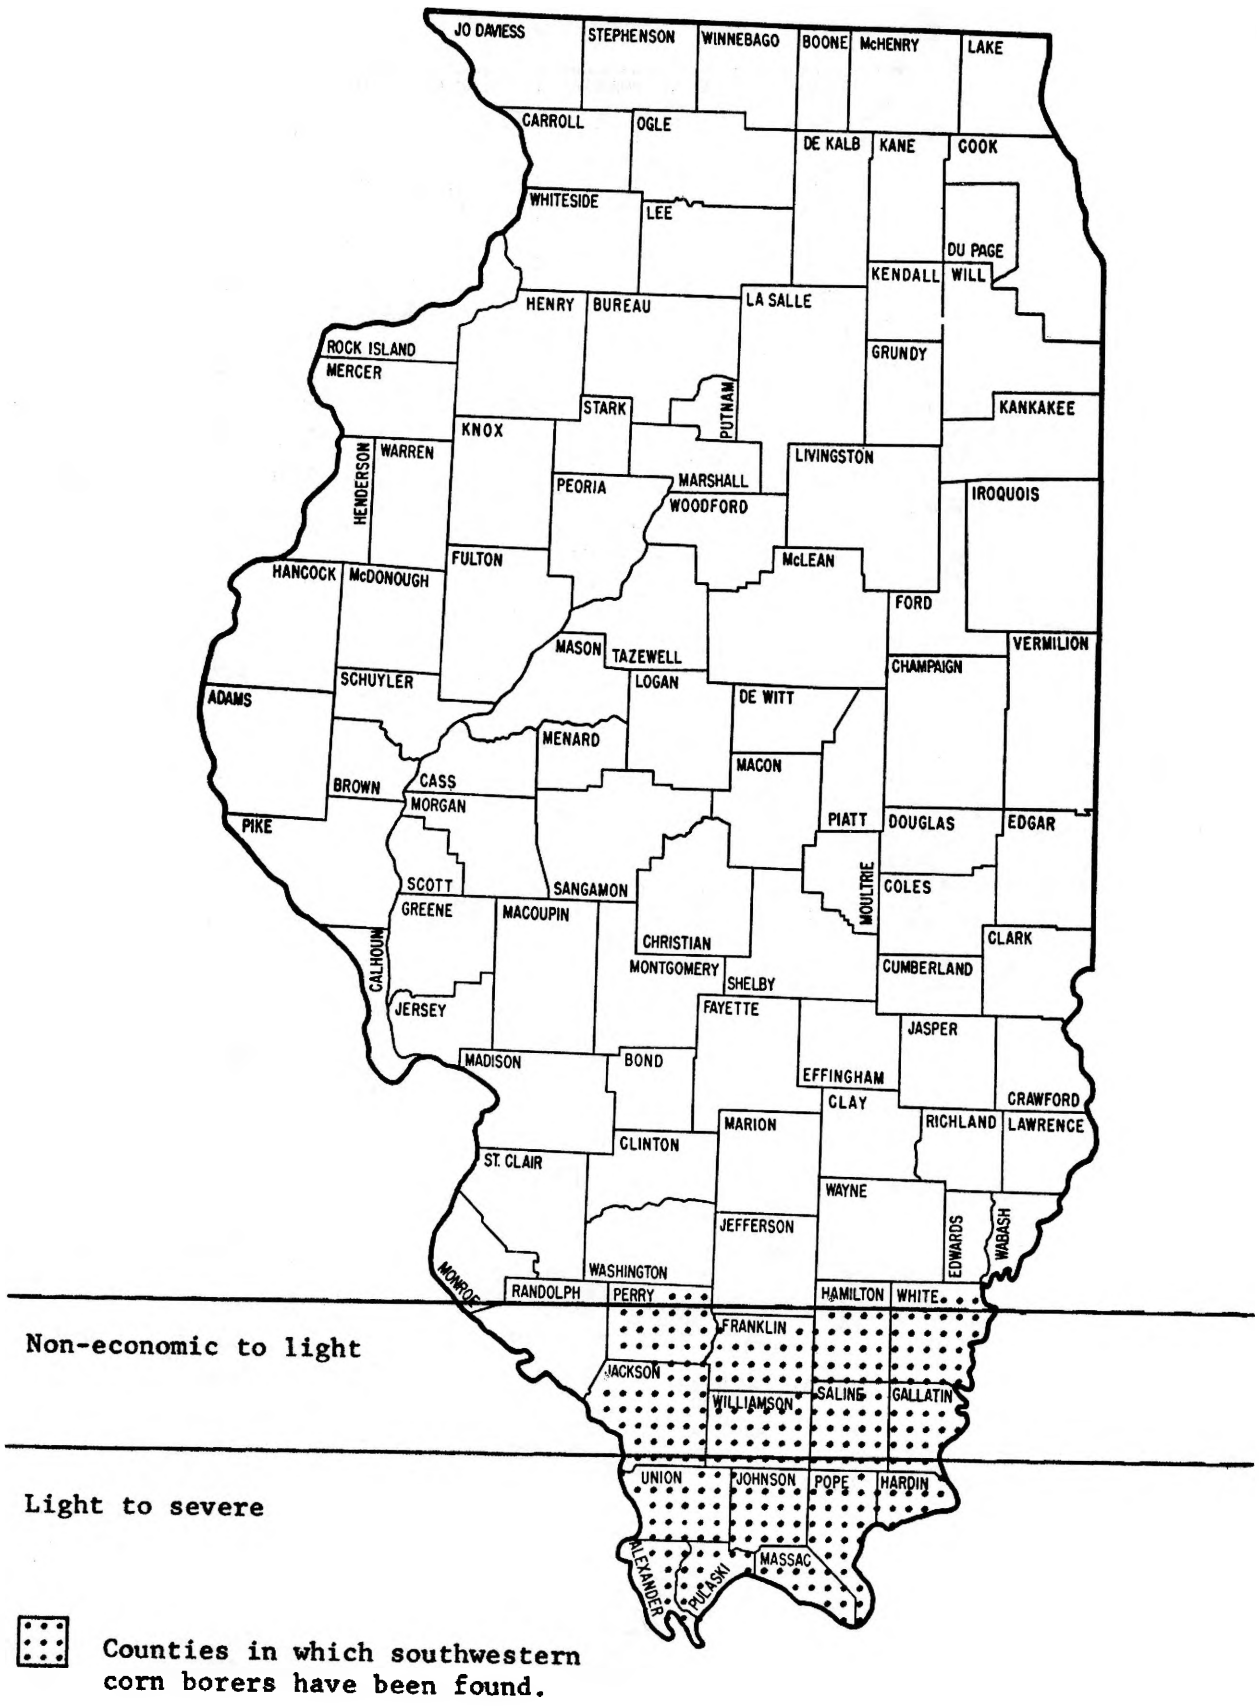 JO DAVIESS
STEPHENSON
WINNEBAGO
BOONE
McHENRY
LAKE
CARROLL
OGLE
DE KALB
KANE
COOK
WHITESIDE
LEE
DU PAGE
KENDALL
WILL
HENRY
BUREAU
LA SALLE
ROCK ISLAND
MERCER
GRUNDY
STARK
PUTNAM
KANKAKEE
KNOX
HENDERSON
WARREN
LIVINGSTON
PEORIA
MARSHALL
WOODFORD
IROQUOIS
HANCOCK
McDONOUGH
FULTON
McLEAN
FORD
MASON
TAZEWELL
VERMILION
CHAMPAIGN
SCHUYLER
LOGAN
ADAMS
DE WITT
MENARD
MACON
BROWN
CASS
MORGAN
PIKE
PIATT
DOUGLAS
EDGAR
SCOTT
SANGAMON
MOULTRIE
COLES
GREENE
MACOUPIN
CHRISTIAN
CLARK
CALHOUN
MONTGOMERY
CUMBERLAND
SHELBY
JERSEY
FAYETTE
JASPER
MADISON
BOND
EFFINGHAM
CLAY
CRAWFORD
MARION
RICHLAND
LAWRENCE
CLINTON
ST. CLAIR
WAYNE
JEFFERSON
EDWARDS
WABASH
MONROE
WASHINGTON
RANDOLPH
PERRY
HAMILTON
WHITE
FRANKLIN
Non-economic to light
JACKSON
WILLIAMSON
SALINE
GALLATIN
UNION
JOHNSON
POPE
HARDIN
Light to severe
ALEXANDER
PULASKI
MASSAC
Counties in which southwestern
corn borers have been found.